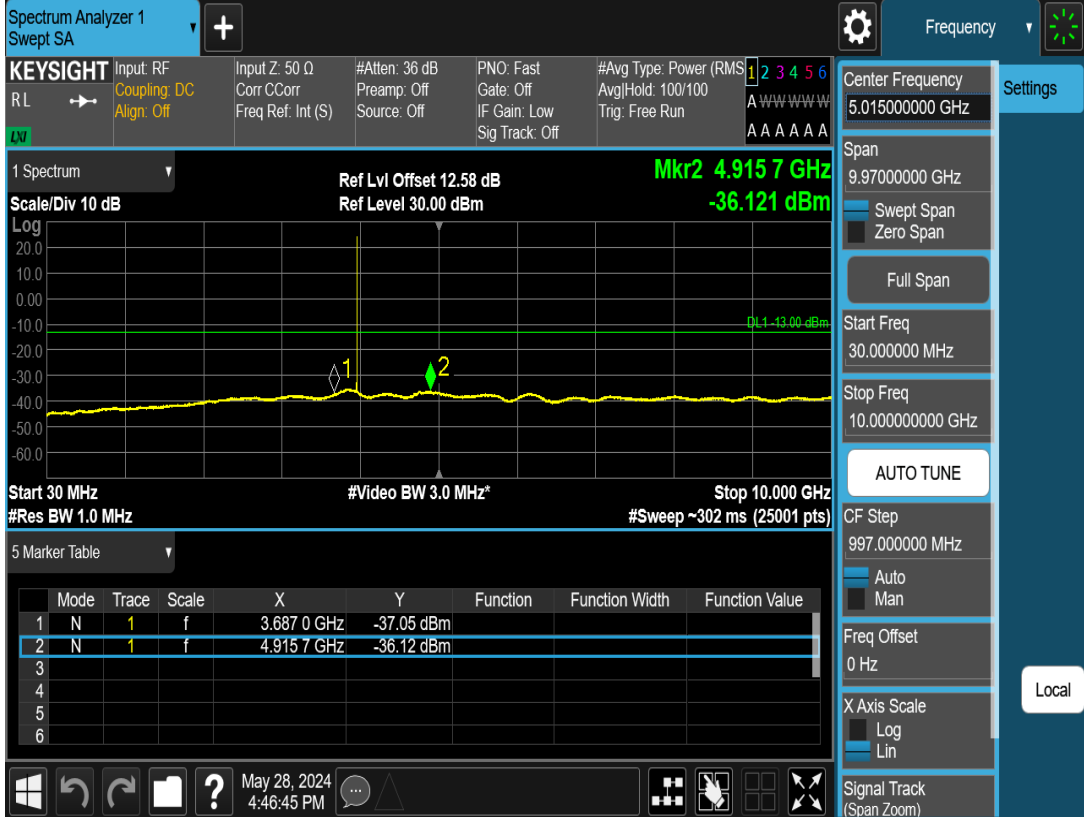 Spectrum Analyzer 1
Swept SA
+
Frequency
KEYSIGHT
RL
LXI
Input: RF
Coupling: DC
Align: Off
Input Z: 50 Ω
Corr CCorr
Freq Ref: Int (S)
#Atten: 36 dB
Preamp: Off
Source: Off
PNO: Fast
Gate: Off
IF Gain: Low
Sig Track: Off
#Avg Type: Power (RMS
Avg|Hold: 100/100
Trig: Free Run
1 2 3 4 5 6
A W W W W W
A A A A A A
1 Spectrum
Scale/Div 10 dB
Log
Ref Lvl Offset 12.58 dB
Ref Level 30.00 dBm
Mkr2 4.915 7 GHz
-36.121 dBm
20.0
10.0
0.00
-10.0
-20.0
-30.0
-40.0
-50.0
-60.0
DL1 -13.00 dBm
1
2
Start 30 MHz
#Res BW 1.0 MHz
#Video BW 3.0 MHz*
Stop 10.000 GHz
#Sweep ~302 ms (25001 pts)
5 Marker Table
Mode Trace Scale X Y Function Function Width Function Value
1 N 1 f 3.687 0 GHz -37.05 dBm
2 N 1 f 4.915 7 GHz -36.12 dBm
3
4
5
6
?
May 28, 2024
4:46:45 PM
Center Frequency
5.015000000 GHz
Settings
Span
9.97000000 GHz
Swept Span
Zero Span
Full Span
Start Freq
30.000000 MHz
Stop Freq
10.000000000 GHz
AUTO TUNE
CF Step
997.000000 MHz
Auto
Man
Freq Offset
0 Hz
Local
X Axis Scale
Log
Lin
Signal Track
(Span Zoom)